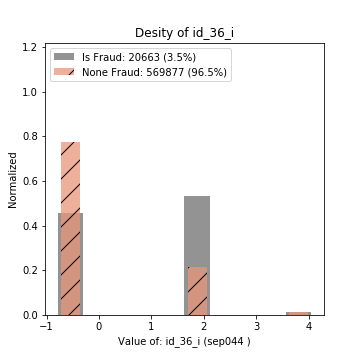 Desity of id_36_i
Is Fraud: 20663 (3.5%)
None Fraud: 569877 (96.5%)
1.2
1.0
0.8
0.6
0.4
0.2
0.0
Normalized
−1 0 1 2 3 4
Value of: id_36_i (sep044 )